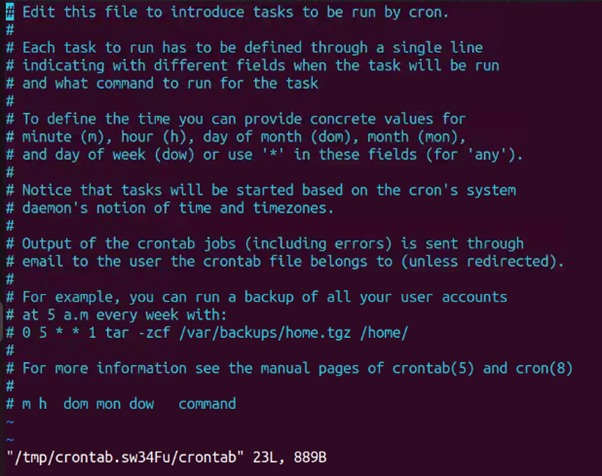 # Edit this file to introduce tasks to be run by cron.
#
# Each task to run has to be defined through a single line
# indicating with different fields when the task will be run
# and what command to run for the task
#
# To define the time you can provide concrete values for
# minute (m), hour (h), day of month (dom), month (mon),
# and day of week (dow) or use '*' in these fields (for 'any').
#
# Notice that tasks will be started based on the cron's system
# daemon's notion of time and timezones.
#
# Output of the crontab jobs (including errors) is sent through
# email to the user the crontab file belongs to (unless redirected).
#
# For example, you can run a backup of all your user accounts
# at 5 a.m every week with:
# 0 5 * * 1 tar -zcf /var/backups/home.tgz /home/
#
# For more information see the manual pages of crontab(5) and cron(8)
#
# m h  dom mon dow   command
~
~
"/tmp/crontab.sw34Fu/crontab" 23L, 889B